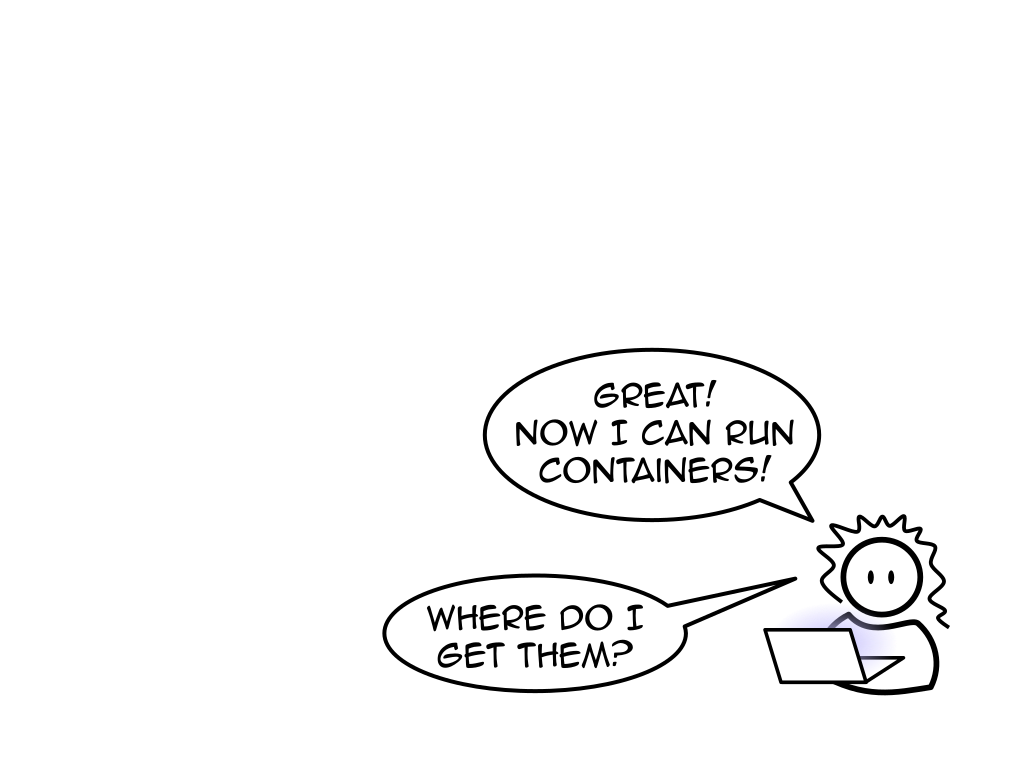 GREAT!
NOW I CAN RUN
CONTAINERS!
WHERE DO I
GET THEM?